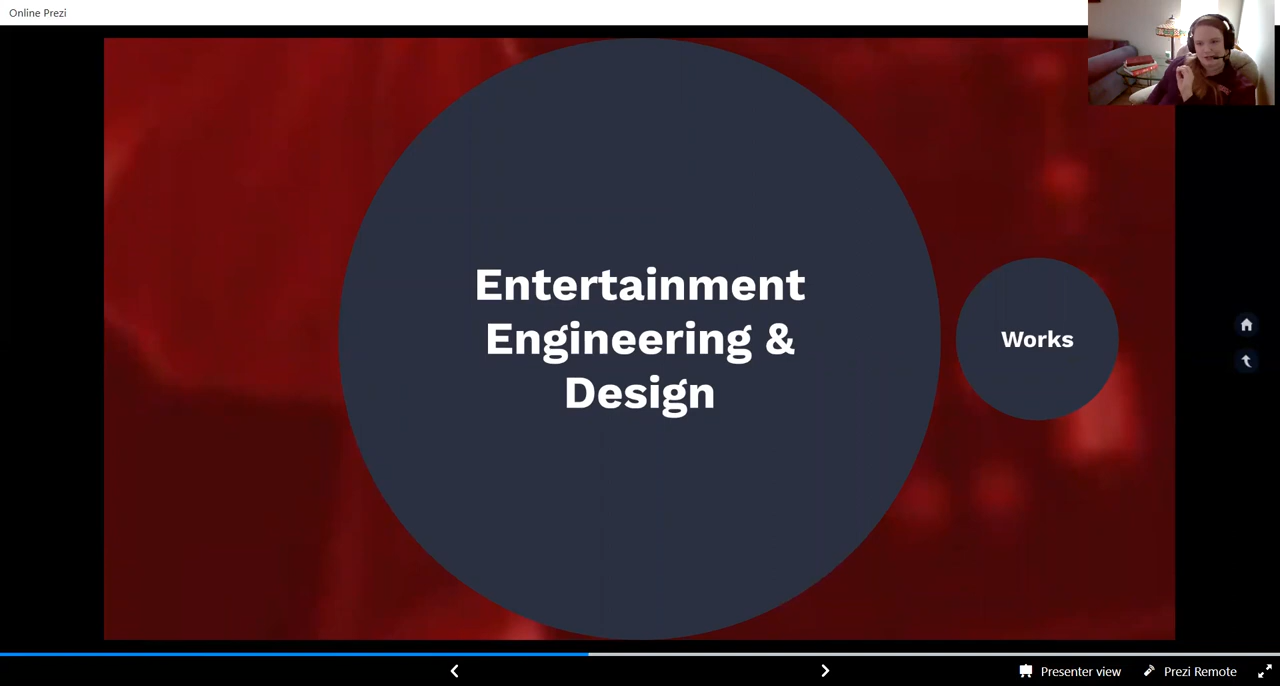 Online Prezi
Entertainment
Engineering &
Design
Works
Presenter view
Prezi Remote